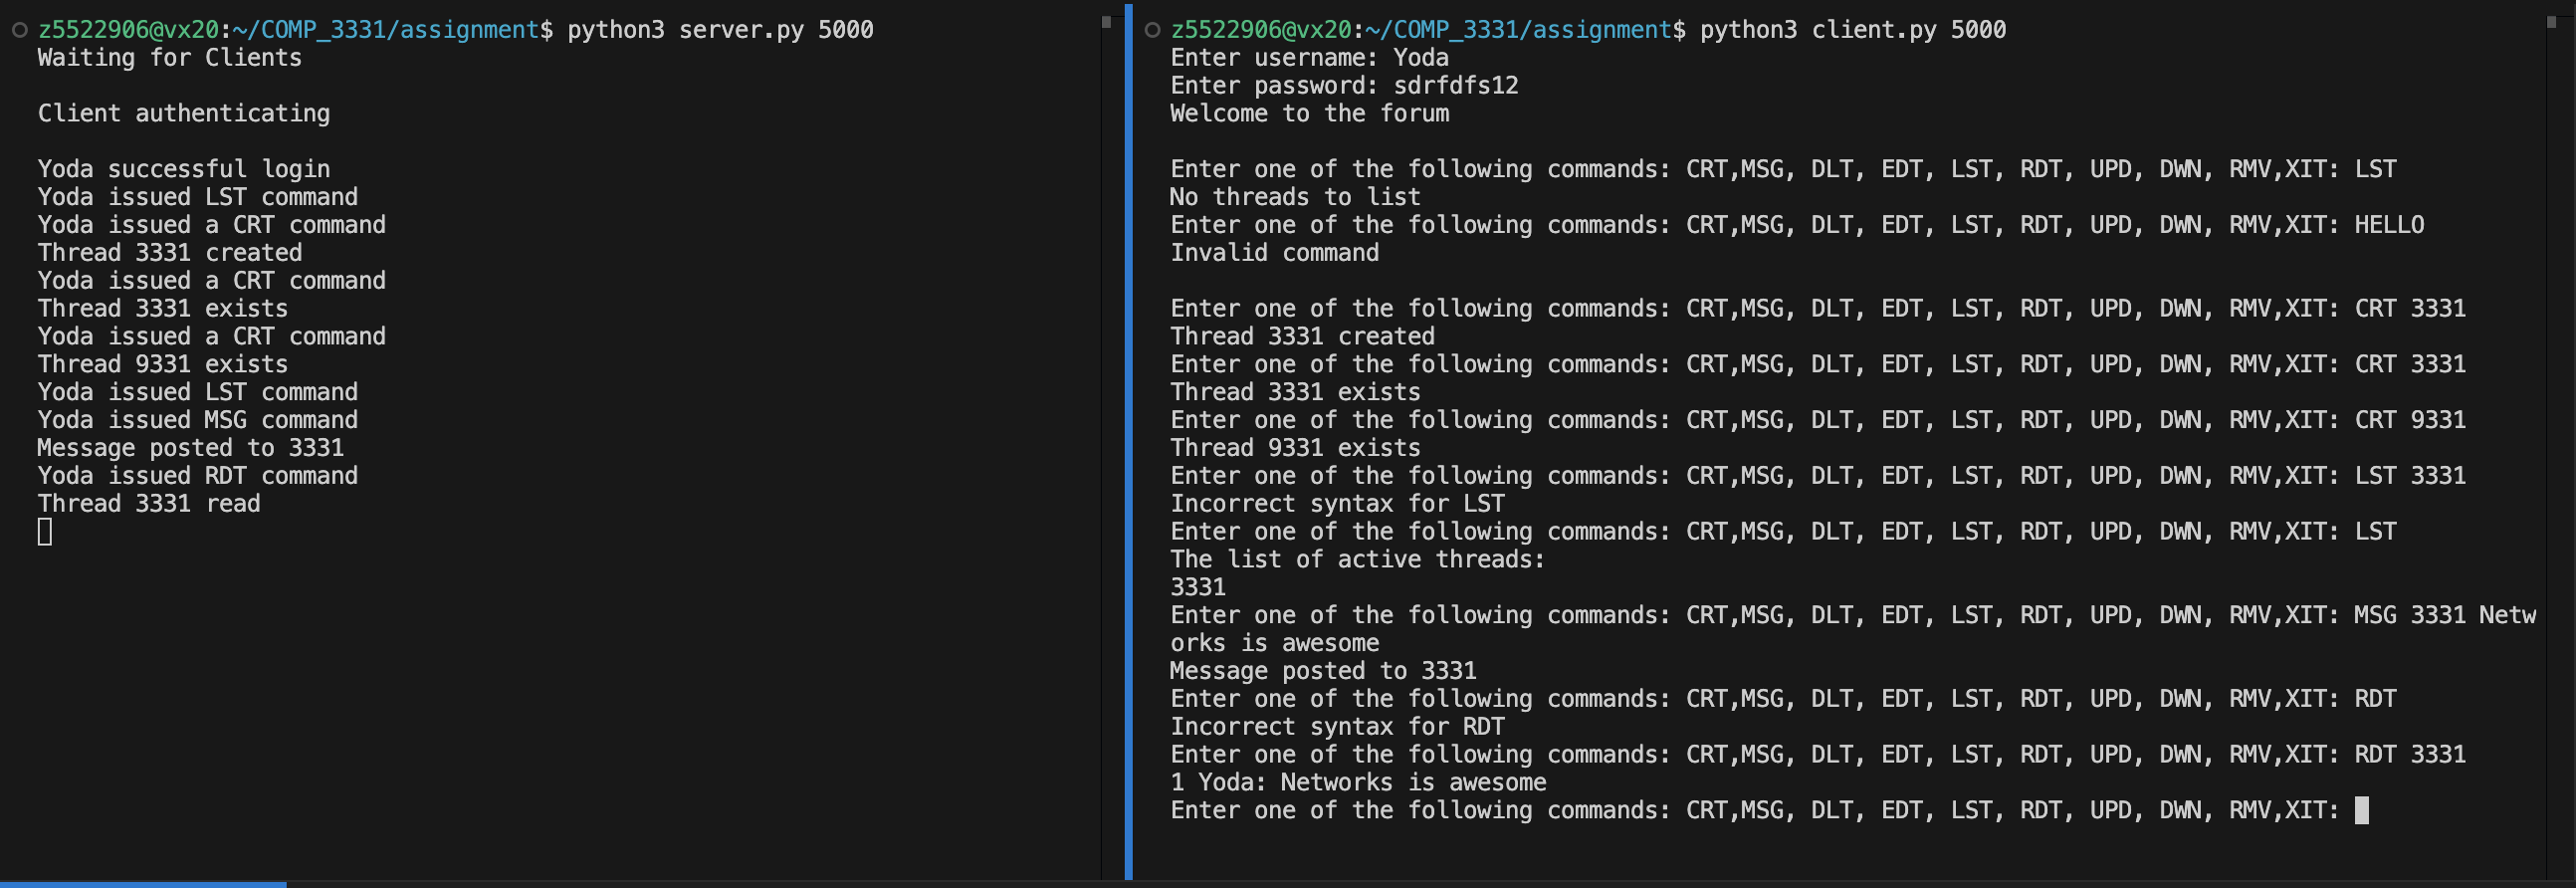 z5522906@vx20:~/COMP_3331/assignment$ python3 server.py 5000
Waiting for Clients
Client authenticating
Yoda successful login
Yoda issued LST command
Yoda issued a CRT command
Thread 3331 created
Yoda issued a CRT command
Thread 3331 exists
Yoda issued a CRT command
Thread 9331 exists
Yoda issued LST command
Yoda issued MSG command
Message posted to 3331
Yoda issued RDT command
Thread 3331 read
z5522906@vx20:~/COMP_3331/assignment$ python3 client.py 5000
Enter username: Yoda
Enter password: sdrfdfs12
Welcome to the forum
Enter one of the following commands: CRT,MSG, DLT, EDT, LST, RDT, UPD, DWN, RMV,XIT: LST
No threads to list
Enter one of the following commands: CRT,MSG, DLT, EDT, LST, RDT, UPD, DWN, RMV,XIT: HELLO
Invalid command
Enter one of the following commands: CRT,MSG, DLT, EDT, LST, RDT, UPD, DWN, RMV,XIT: CRT 3331
Thread 3331 created
Enter one of the following commands: CRT,MSG, DLT, EDT, LST, RDT, UPD, DWN, RMV,XIT: CRT 3331
Thread 3331 exists
Enter one of the following commands: CRT,MSG, DLT, EDT, LST, RDT, UPD, DWN, RMV,XIT: CRT 9331
Thread 9331 exists
Enter one of the following commands: CRT,MSG, DLT, EDT, LST, RDT, UPD, DWN, RMV,XIT: LST 3331
Incorrect syntax for LST
Enter one of the following commands: CRT,MSG, DLT, EDT, LST, RDT, UPD, DWN, RMV,XIT: LST
The list of active threads:
3331
Enter one of the following commands: CRT,MSG, DLT, EDT, LST, RDT, UPD, DWN, RMV,XIT: MSG 3331 Netw
orks is awesome
Message posted to 3331
Enter one of the following commands: CRT,MSG, DLT, EDT, LST, RDT, UPD, DWN, RMV,XIT: RDT
Incorrect syntax for RDT
Enter one of the following commands: CRT,MSG, DLT, EDT, LST, RDT, UPD, DWN, RMV,XIT: RDT 3331
1 Yoda: Networks is awesome
Enter one of the following commands: CRT,MSG, DLT, EDT, LST, RDT, UPD, DWN, RMV,XIT: